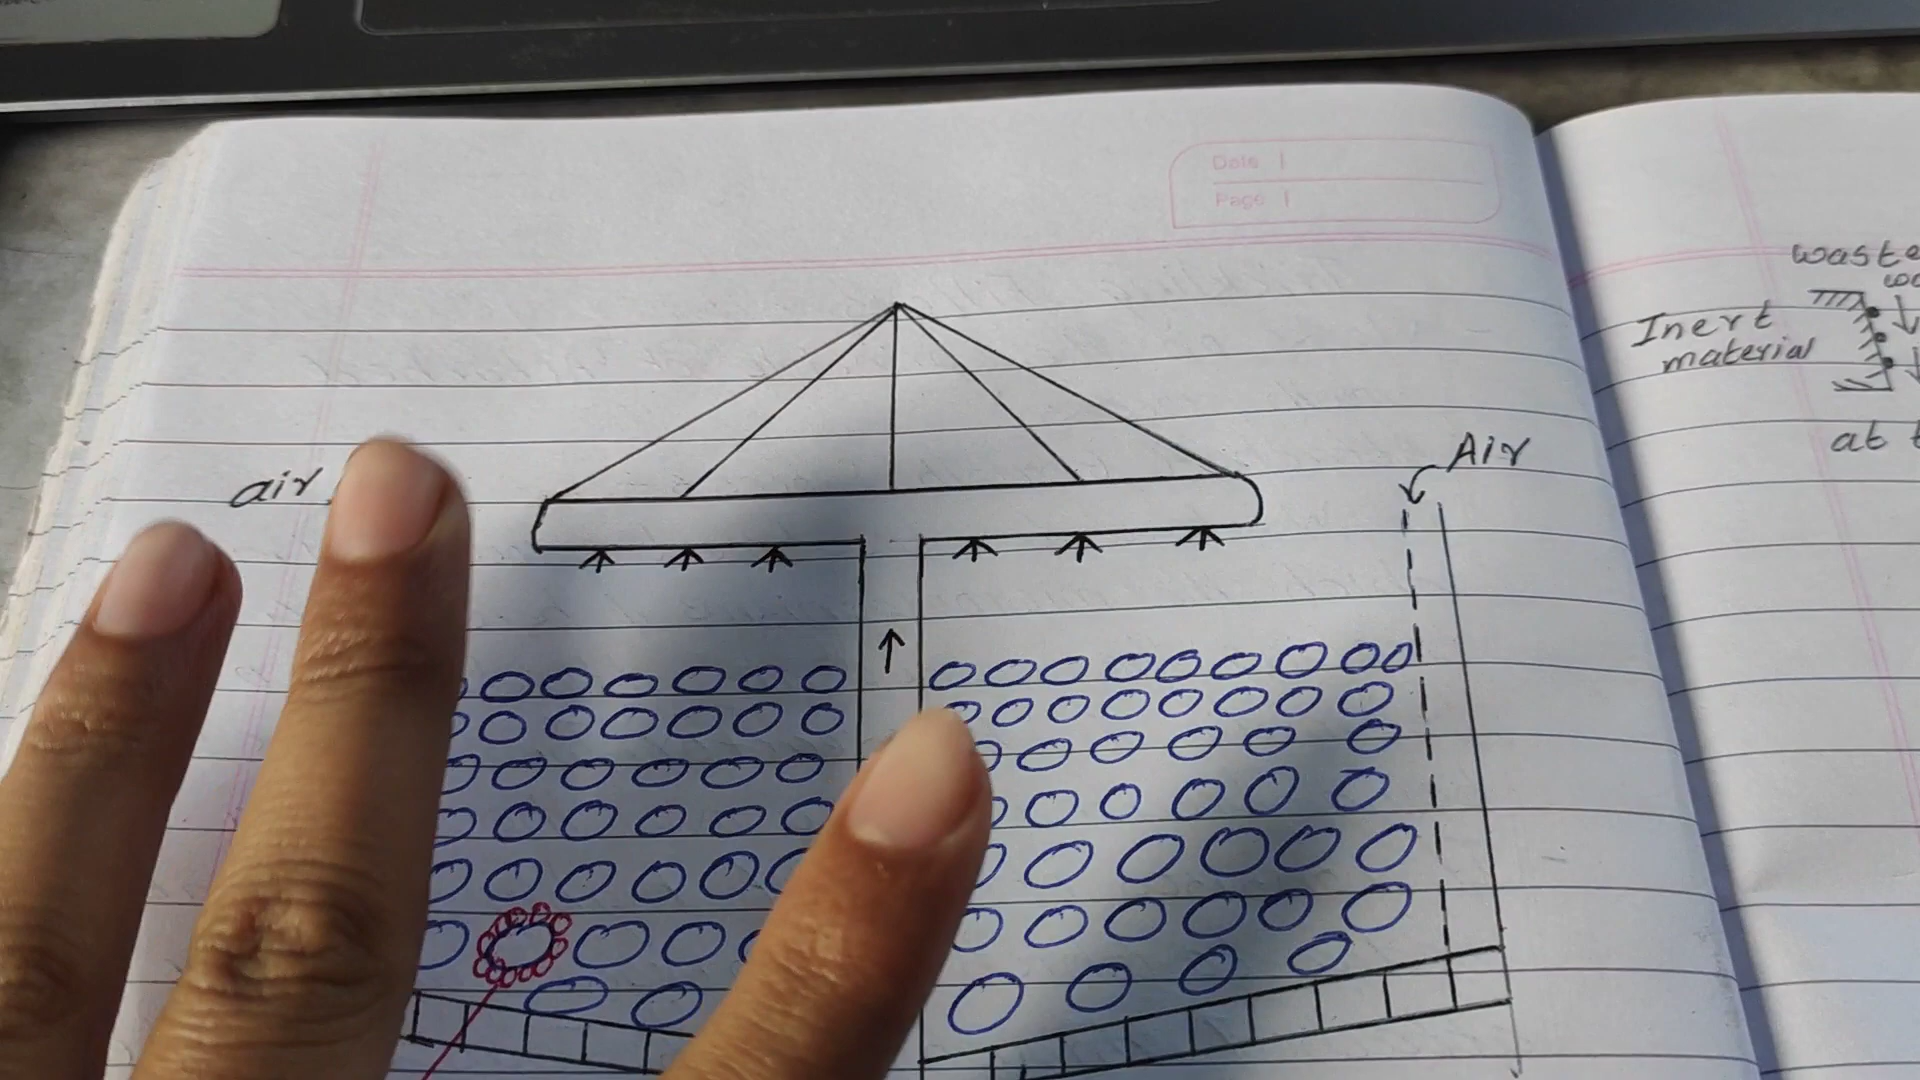 Date
Page
air
Air
waste
Inert
material
at